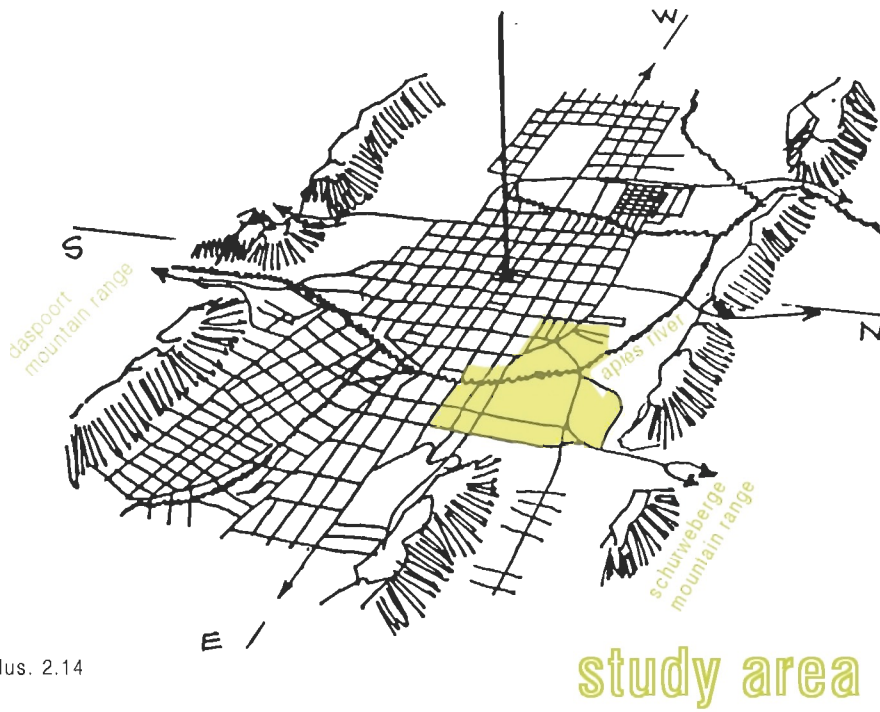 W
S
daspoort
mountain range
N
apies river
schurweberge
mountain range
E
lus. 2.14
study area